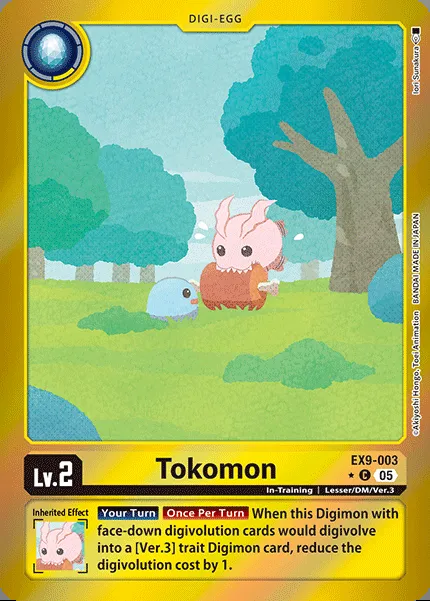 DIGI-EGG
Iori Sunakura
©Akiyoshi Hongo, Toei Animation BANDAI MADE IN JAPAN
Lv.2
Tokomon
EX9-003
C 05
In-Training | Lesser/DM/Ver.3
Inherited Effect
Your Turn Once Per Turn When this Digimon with
face-down digivolution cards would digivolve
into a [Ver.3] trait Digimon card, reduce the
digivolution cost by 1.